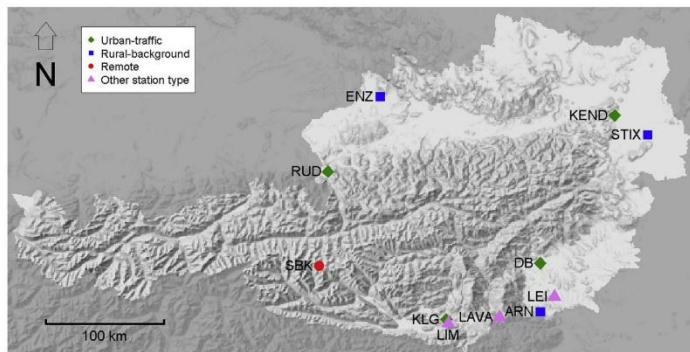 Urban-traffic
Rural-background
Remote
Other station type
N
ENZ
KEND
STIX
RUD
SBK
DB
LEI
KLG
LAVA
ARN
LIM
100 km